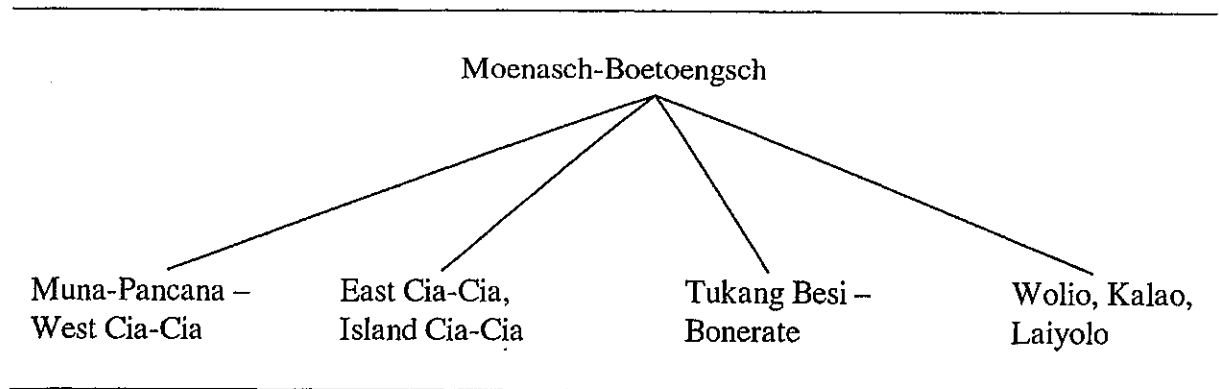 Moenasch-Boetoengsch
Muna-Pancana –
West Cia-Cia
East Cia-Cia,
Island Cia-Cia
Tukang Besi –
Bonerate
Wolio, Kalao,
Laiyolo